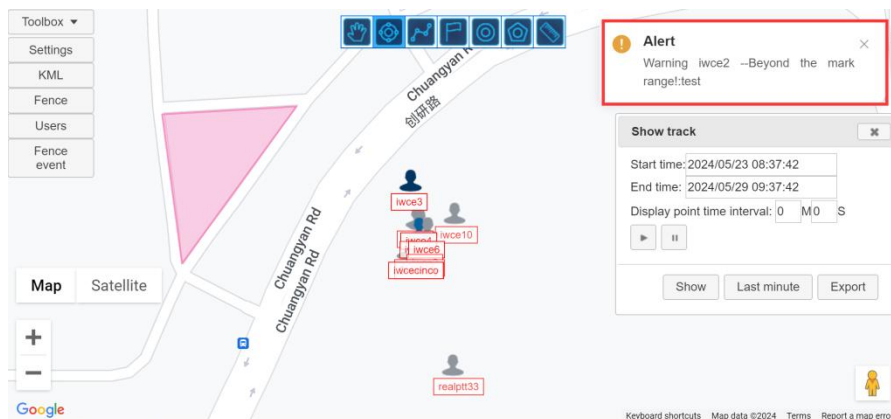 Toolbox
Settings
KML
Fence
Users
Fence
event
Chuangyan R
创研路
Chuangyan Rd
Chuangyan Rd
Alert
Warning iwce2 --Beyond the mark
range!:test
Show track
Start time: 2024/05/23 08:37:42
End time: 2024/05/29 09:37:42
Display point time interval: 0 M 0 S
Show
Last minute
Export
iwce3
iwce10
iwce6
iwcecinco
realptt33
Map
Satellite
Google
Keyboard shortcuts
Map data ©2024
Terms
Report a map erro